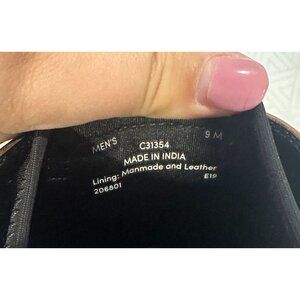 MEN'S C31354 9 M
MADE IN INDIA
Lining: Manmade and Leather
206801 E19